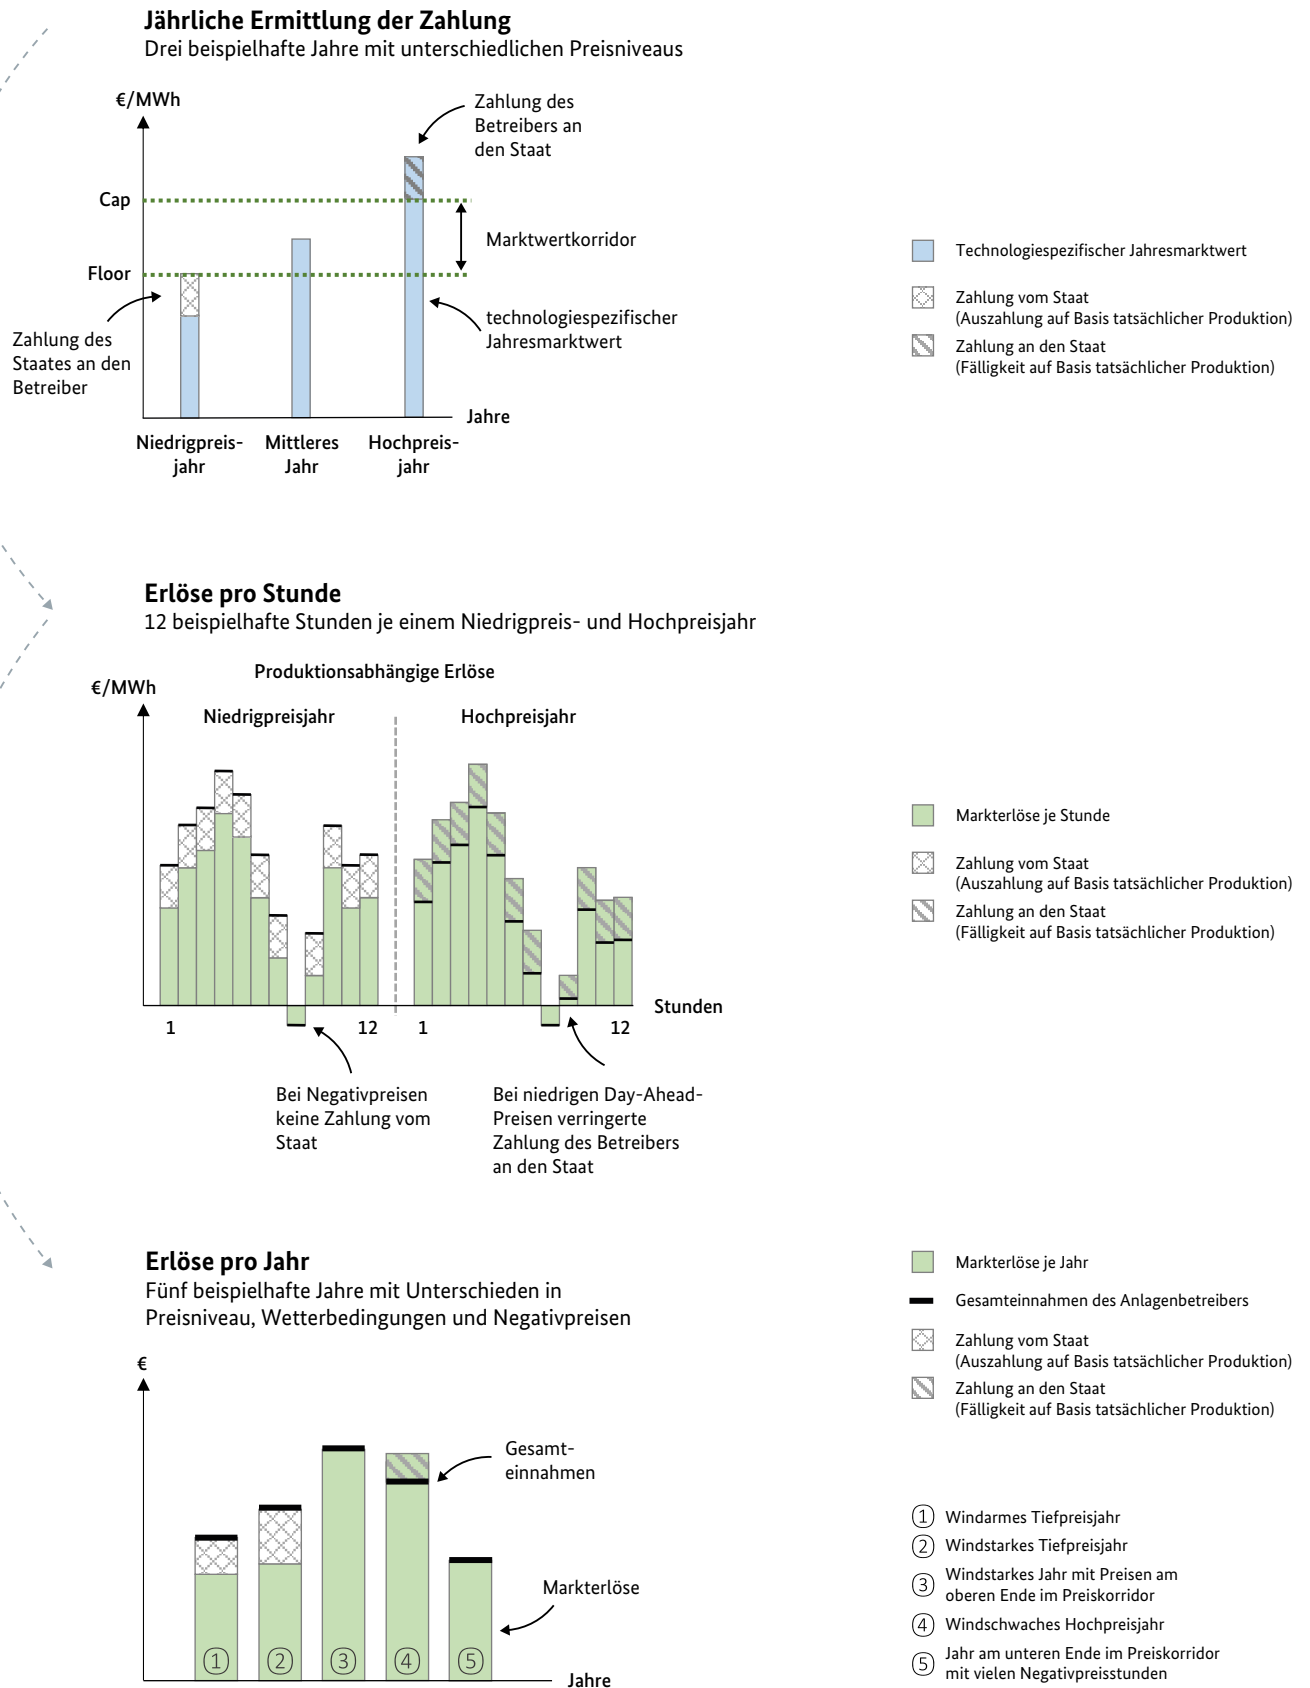 Jährliche Ermittlung der Zahlung
Drei beispielhafte Jahre mit unterschiedlichen Preisniveaus
€/MWh
Zahlung des
Betreibers an
den Staat
Cap
Marktwertkorridor
Floor
Zahlung des
Staates an den
Betreiber
technologiespezifischer
Jahresmarktwert
Jahre
Niedrigpreis-
jahr
Mittleres
Jahr
Hochpreis-
jahr
Technologiespezifischer Jahresmarktwert
Zahlung vom Staat
(Auszahlung auf Basis tatsächlicher Produktion)
Zahlung an den Staat
(Fälligkeit auf Basis tatsächlicher Produktion)
Erlöse pro Stunde
12 beispielhafte Stunden je einem Niedrigpreis- und Hochpreisjahr
Produktionsabhängige Erlöse
€/MWh
Niedrigpreisjahr
Hochpreisjahr
Stunden
1
12
1
12
Bei Negativpreisen
keine Zahlung vom
Staat
Bei niedrigen Day-Ahead-
Preisen verringerte
Zahlung des Betreibers
an den Staat
Markterlöse je Stunde
Zahlung vom Staat
(Auszahlung auf Basis tatsächlicher Produktion)
Zahlung an den Staat
(Fälligkeit auf Basis tatsächlicher Produktion)
Erlöse pro Jahr
Fünf beispielhafte Jahre mit Unterschieden in
Preisniveau, Wetterbedingungen und Negativpreisen
€
Gesamt-
einnahmen
Markterlöse
1
2
3
4
5
Jahre
Markterlöse je Jahr
Gesamteinnahmen des Anlagenbetreibers
Zahlung vom Staat
(Auszahlung auf Basis tatsächlicher Produktion)
Zahlung an den Staat
(Fälligkeit auf Basis tatsächlicher Produktion)
1 Windarmes Tiefpreisjahr
2 Windstarkes Tiefpreisjahr
3 Windstarkes Jahr mit Preisen am
oberen Ende im Preiskorridor
4 Windschwaches Hochpreisjahr
5 Jahr am unteren Ende im Preiskorridor
mit vielen Negativpreisstunden